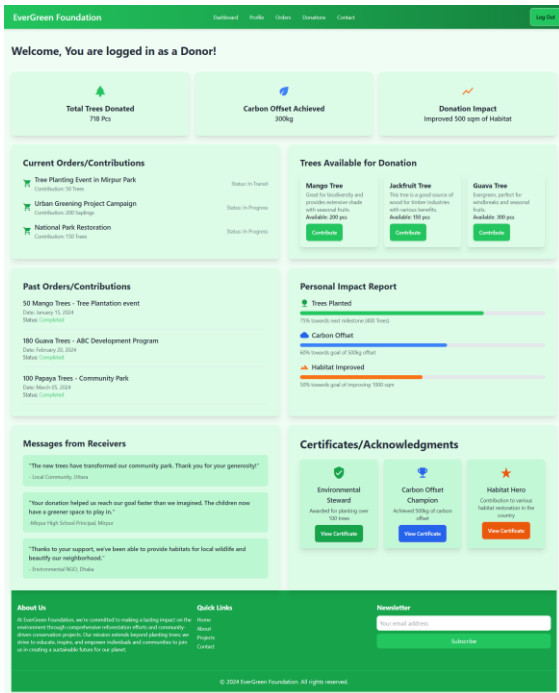 EverGreen Foundation
Dashboard Profile Orders Donations Contact
Log Out
Welcome, You are logged in as a Donor!
Total Trees Donated
718 Pcs
Carbon Offset Achieved
300kg
Donation Impact
Improved 500 sqm of Habitat
Current Orders/Contributions
Tree Planting Event in Mirpur Park
Contribution: 50 Trees
Status: In Transit
Urban Greening Project Campaign
Contribution: 200 Saplings
Status: In Progress
National Park Restoration
Contribution: 150 Trees
Status: In Progress
Trees Available for Donation
Mango Tree
Great for biodiversity and
provides extensive shade
with seasonal fruits.
Available: 200 pcs
Contribute
Jackfruit Tree
This tree is a good source of
wood for timber industries
with various benefits.
Available: 150 pcs
Contribute
Guava Tree
Evergreen, perfect for
windbreaks and seasonal
fruits.
Available: 300 pcs
Contribute
Past Orders/Contributions
50 Mango Trees - Tree Plantation event
Date: January 15, 2024
Status: Completed
180 Guava Trees - ABC Development Program
Date: February 20, 2024
Status: Completed
100 Papaya Trees - Community Park
Date: March 05, 2024
Status: Completed
Personal Impact Report
Trees Planted
75% towards next milestone (400 Trees)
Carbon Offset
60% towards goal of 500kg offset
Habitat Improved
50% towards goal of improving 1000 sqm
Messages from Receivers
"The new trees have transformed our community park. Thank you for your generosity!"
- Local Community, Uttara
"Your donation helped us reach our goal faster than we imagined. The children now
have a greener space to play in."
-Mirpur High School Principal, Mirpur
"Thanks to your support, we've been able to provide habitats for local wildlife and
beautify our neighborhood."
- Environmental NGO, Dhaka
Certificates/Acknowledgments
Environmental
Steward
Awarded for planting over
100 trees
View Certificate
Carbon Offset
Champion
Achieved 500kg of carbon
offset
View Certificate
Habitat Hero
Contribution to various
habitat restoration in the
country
View Certificate
About Us
At EverGreen Foundation, we're committed to making a lasting impact on the
environment through comprehensive reforestation efforts and community-
driven conservation projects. Our mission extends beyond planting trees; we
strive to educate, inspire, and empower individuals and communities to join
us in creating a sustainable future for our planet.
Quick Links
Home
About
Projects
Contact
Newsletter
Your email address
Subscribe
© 2024 EverGreen Foundation. All rights reserved.